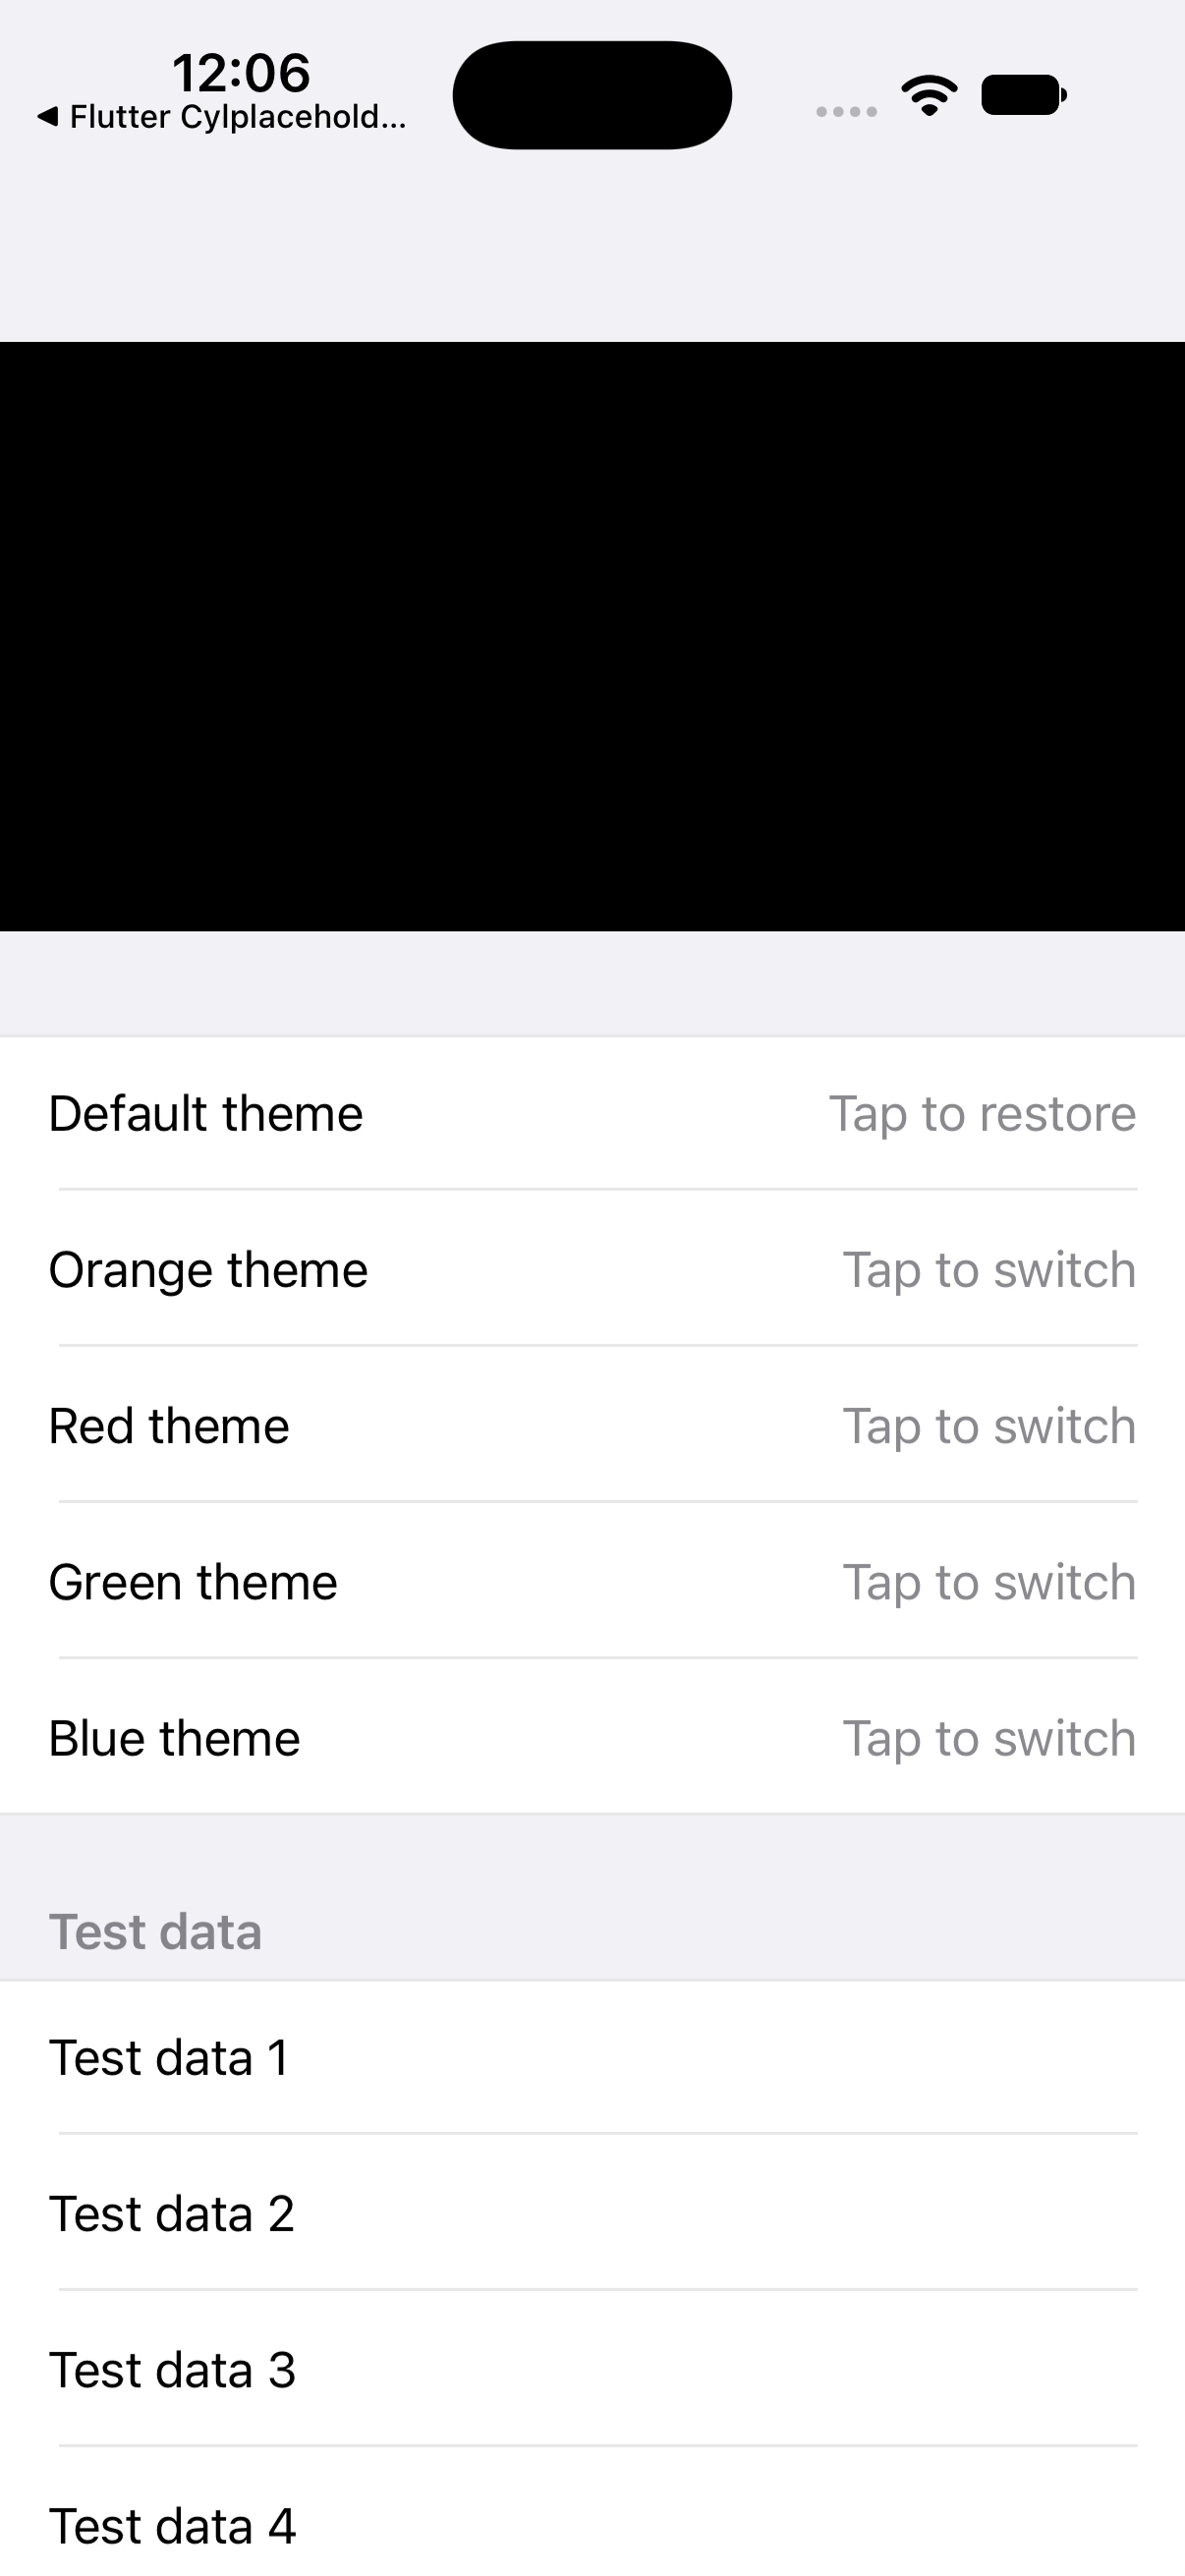 12:06
◀ Flutter Cylplacehold...
Default theme Tap to restore
Orange theme Tap to switch
Red theme Tap to switch
Green theme Tap to switch
Blue theme Tap to switch
Test data
Test data 1
Test data 2
Test data 3
Test data 4